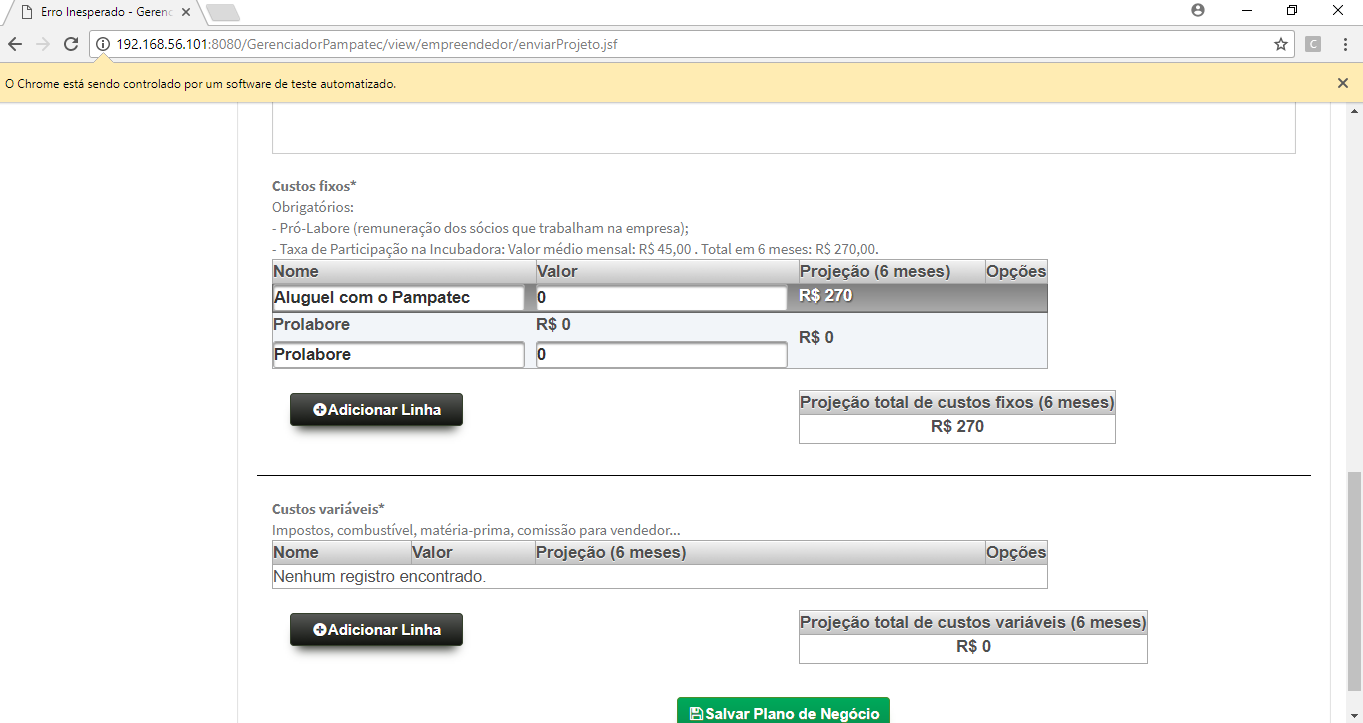 Erro Inesperado - Geren
192.168.56.101:8080/GerenciadorPampatec/view/empreendedor/enviarProjeto.jsf
C
O Chrome está sendo controlado por um software de teste automatizado.
Custos fixos*
Obrigatórios:
- Pró-Labore (remuneração dos sócios que trabalham na empresa);
- Taxa de Participação na Incubadora: Valor médio mensal: R$ 45,00 . Total em 6 meses: R$ 270,00.
Nome Valor Projeção (6 meses) Opções
Aluguel com o Pampatec 0 R$ 270
Prolabore R$ 0
R$ 0
Prolabore 0
Adicionar Linha
Projeção total de custos fixos (6 meses)
R$ 270
Custos variáveis*
Impostos, combustível, matéria-prima, comissão para vendedor...
Nome Valor Projeção (6 meses) Opções
Nenhum registro encontrado.
Adicionar Linha
Projeção total de custos variáveis (6 meses)
R$ 0
Salvar Plano de Negócio